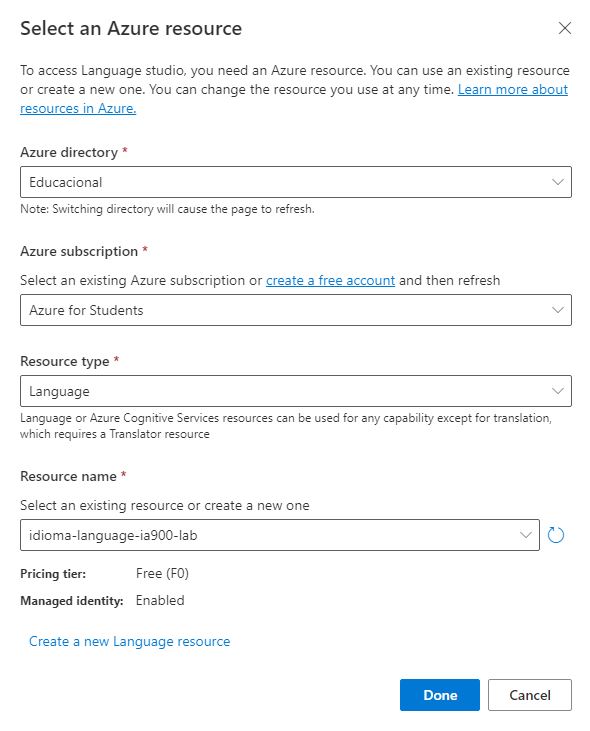 Select an Azure resource
To access Language studio, you need an Azure resource. You can use an existing resource
or create a new one. You can change the resource you use at any time. Learn more about
resources in Azure.
Azure directory *
Educacional
Note: Switching directory will cause the page to refresh.
Azure subscription *
Select an existing Azure subscription or create a free account and then refresh
Azure for Students
Resource type *
Language
Language or Azure Cognitive Services resources can be used for any capability except for translation,
which requires a Translator resource
Resource name *
Select an existing resource or create a new one
idioma-language-ia900-lab
Pricing tier: Free (F0)
Managed identity: Enabled
Create a new Language resource
Done Cancel